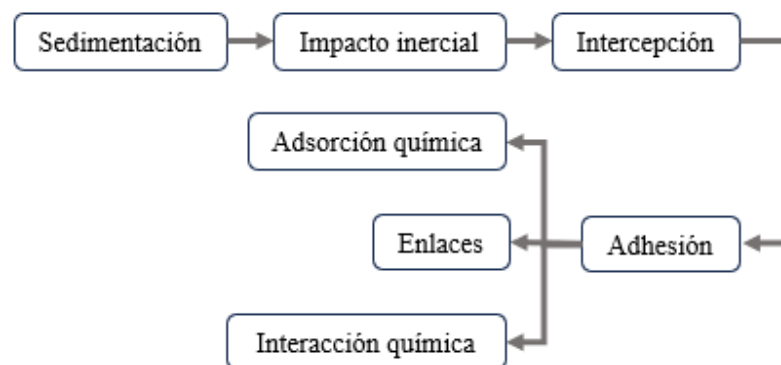 Sedimentación
Impacto inercial
Intercepción
Adsorción química
Enlaces
Adhesión
Interacción química